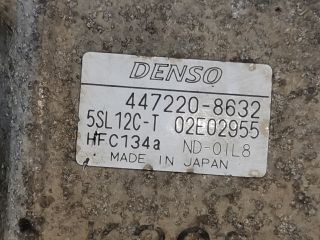 DENSO
447220-8632
5SL12C-T 02E02955
HFC134a ND-OIL8
MADE IN JAPAN